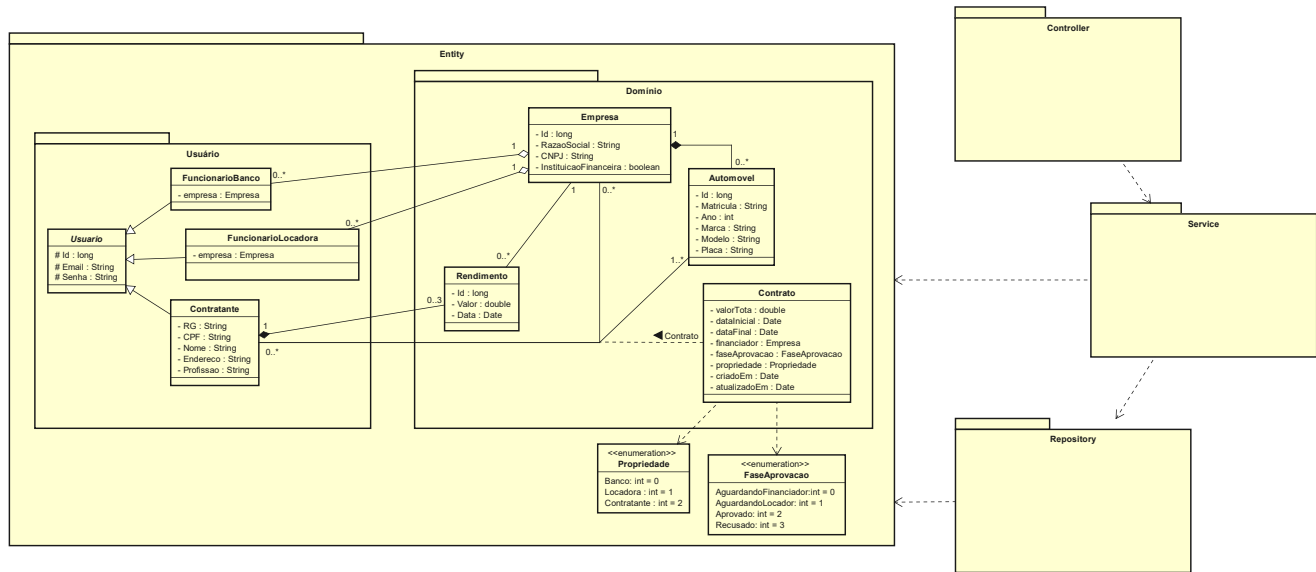 Controller
Entity
Domínio
Empresa
- Id : long
- RazaoSocial : String
- CNPJ : String
- InstituicaoFinanceira : boolean
1
0..*
1
0..*
1
0..*
1
0..*
Usuário
FuncionarioBanco
- empresa : Empresa
Automovel
- Id : long
- Matricula : String
- Ano : int
- Marca : String
- Modelo : String
- Placa : String
1..*
Service
Usuario
# Id : long
# Email : String
# Senha : String
FuncionarioLocadora
- empresa : Empresa
0..*
Rendimento
- Id : long
- Valor : double
- Data : Date
0..3
1
0..*
Contratante
- RG : String
- CPF : String
- Nome : String
- Endereco : String
- Profissao : String
Contrato
Contrato
- valorTota : double
- dataInicial : Date
- dataFinal : Date
- financiador : Empresa
- faseAprovacao : FaseAprovacao
- propriedade : Propriedade
- criadoEm : Date
- atualizadoEm : Date
Repository
<<enumeration>>
Propriedade
Banco: int = 0
Locadora : int = 1
Contratante : int = 2
<<enumeration>>
FaseAprovacao
AguardandoFinanciador:int = 0
AguardandoLocador: int = 1
Aprovado: int = 2
Recusado: int = 3